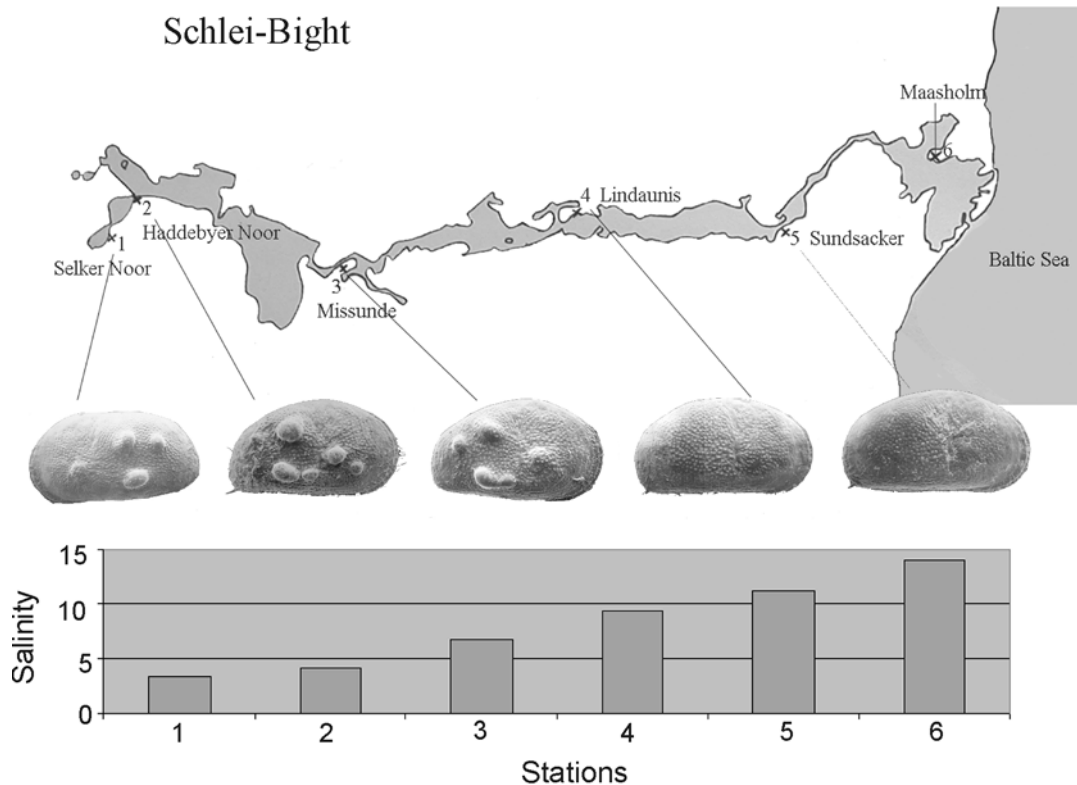 Schlei-Bight
Maasholm
6
4 Lindaunis
2
Haddebyer Noor
1
5 Sundsacker
Selker Noor
Baltic Sea
3
Missunde
15
10
5
0
Salinity
1 2 3 4 5 6
Stations